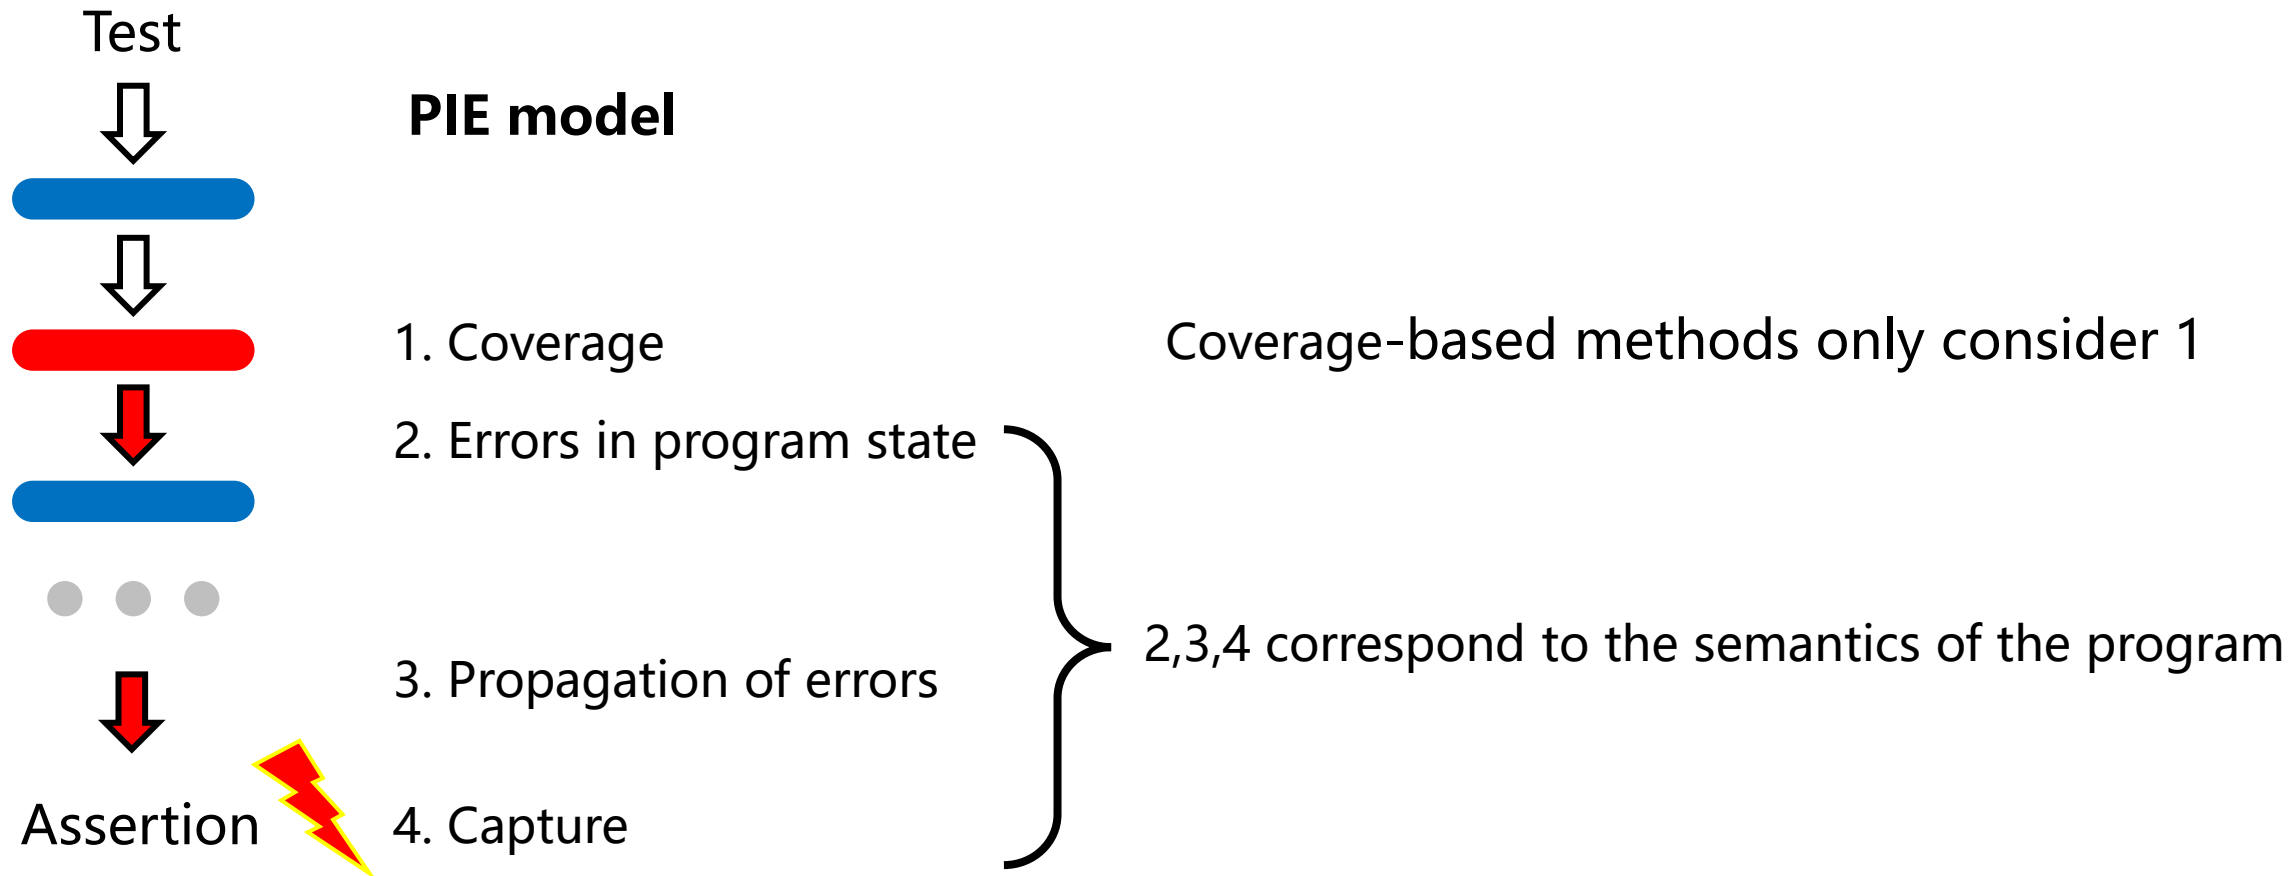 Test
PIE model
1. Coverage
Coverage-based methods only consider 1
2. Errors in program state
2,3,4 correspond to the semantics of the program
3. Propagation of errors
Assertion
4. Capture